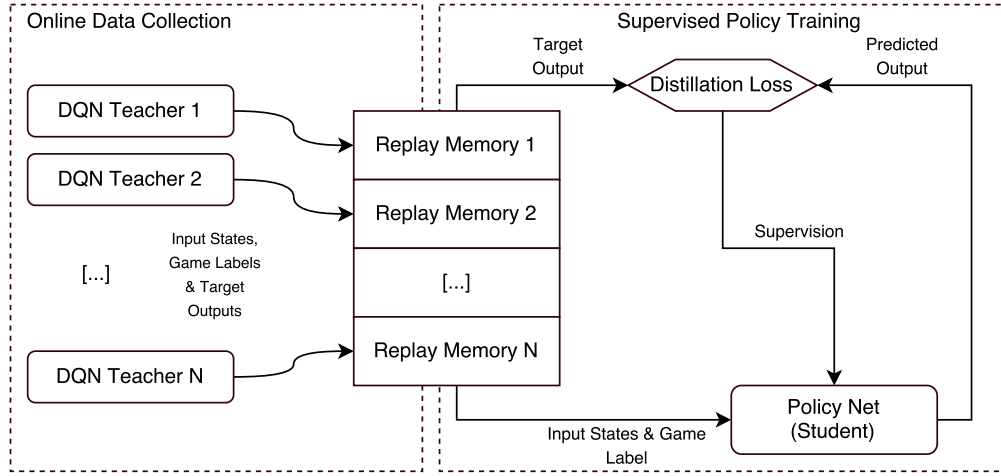 Online Data Collection
DQN Teacher 1
DQN Teacher 2
[...]
Input States,
Game Labels
& Target
Outputs
DQN Teacher N
Replay Memory 1
Replay Memory 2
[...]
Replay Memory N
Supervised Policy Training
Target
Output
Distillation Loss
Predicted
Output
Supervision
Input States & Game
Label
Policy Net
(Student)